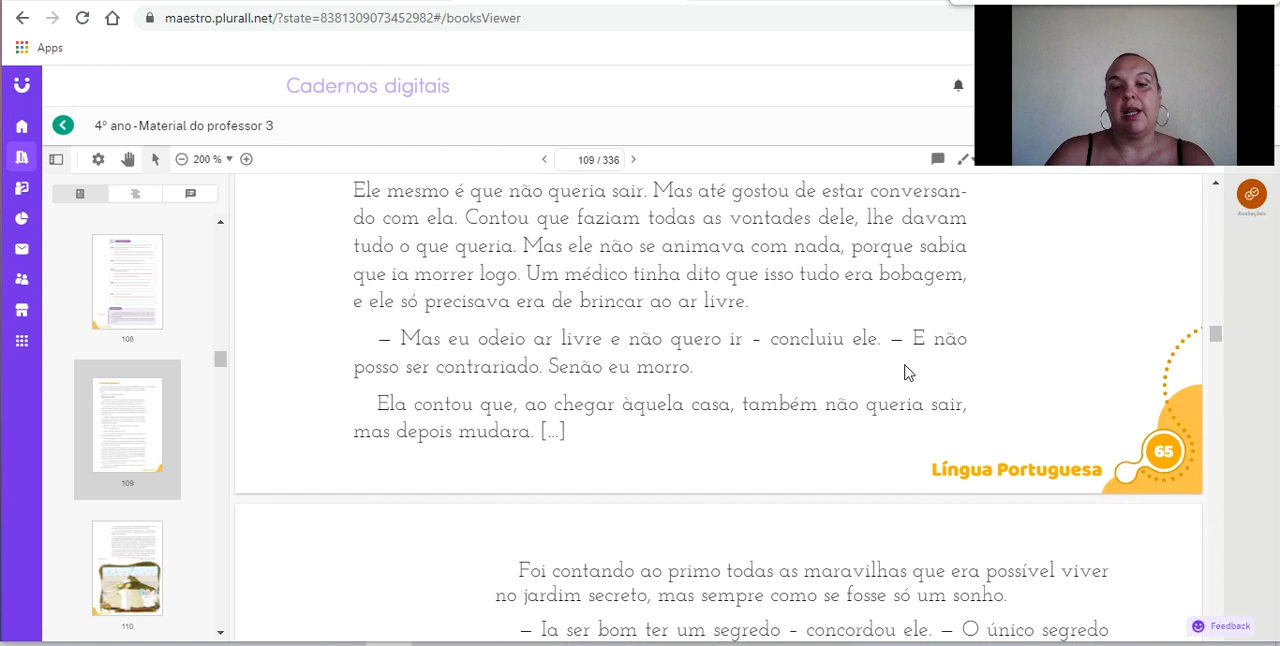 maestro.plurall.net/?state=8381309073452982#/booksViewer
Apps
Cadernos digitais
4º ano - Material do professor 3
200 %
109 / 336
Avaliações
108
109
110
Ele mesmo é que não queria sair. Mas até gostou de estar conversan-
do com ela. Contou que faziam todas as vontades dele, lhe davam
tudo o que queria. Mas ele não se animava com nada, porque sabia
que ia morrer logo. Um médico tinha dito que isso tudo era bobagem,
e ele só precisava era de brincar ao ar livre.
– Mas eu odeio ar livre e não quero ir – concluiu ele. – E não
posso ser contrariado. Senão eu morro.
Ela contou que, ao chegar àquela casa, também não queria sair,
mas depois mudara. [...]
Língua Portuguesa
65
Foi contando ao primo todas as maravilhas que era possível viver
no jardim secreto, mas sempre como se fosse só um sonho.
– Ia ser bom ter um segredo – concordou ele. – O único segredo
Feedback